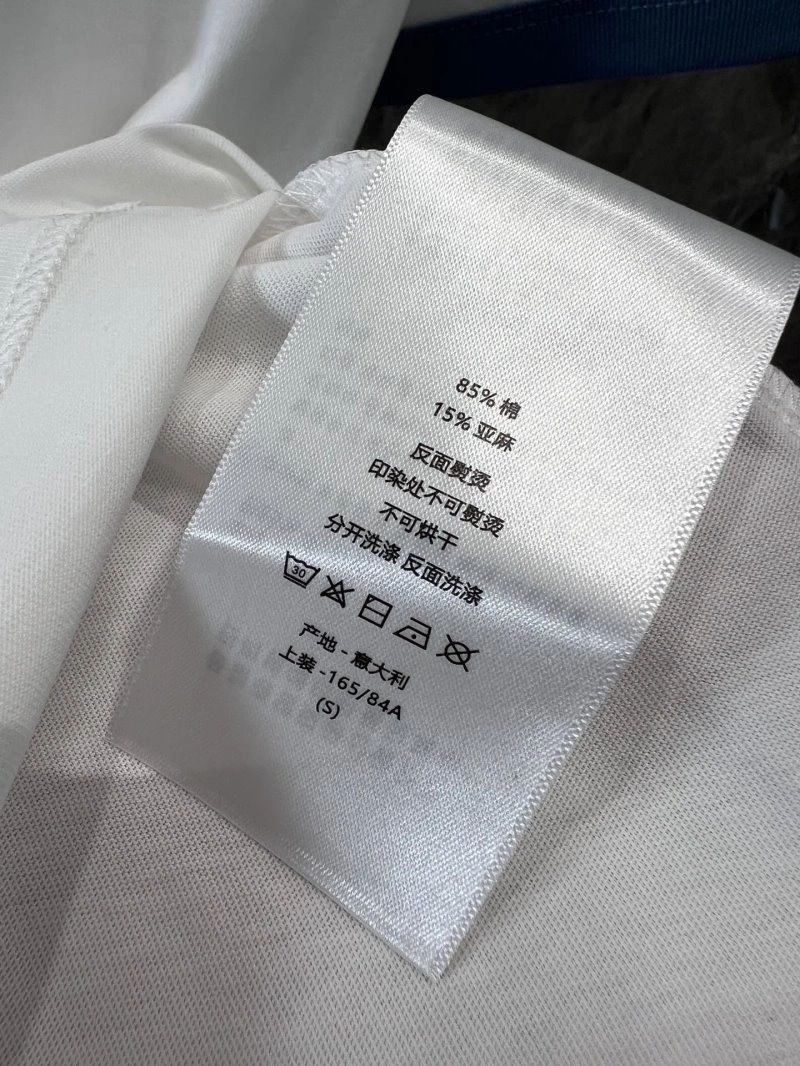 85% 棉
15% 亚麻
反面熨烫
印染处不可熨烫
不可烘干
分开洗涤 反面洗涤
30
产地 - 意大利
上装 -165/84A
(S)